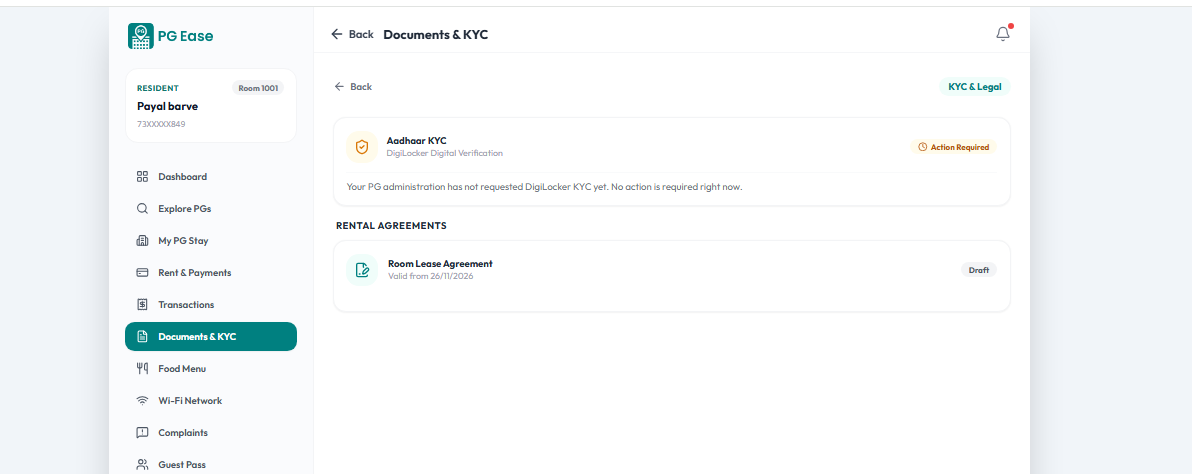 PG Ease
RESIDENT
Room 1001
Payal barve
73XXXXX849
Dashboard
Explore PGs
My PG Stay
Rent & Payments
Transactions
Documents & KYC
Food Menu
Wi-Fi Network
Complaints
Guest Pass
Back
Documents & KYC
Back
KYC & Legal
Aadhaar KYC
DigiLocker Digital Verification
Action Required
Your PG administration has not requested DigiLocker KYC yet. No action is required right now.
RENTAL AGREEMENTS
Room Lease Agreement
Valid from 26/11/2026
Draft